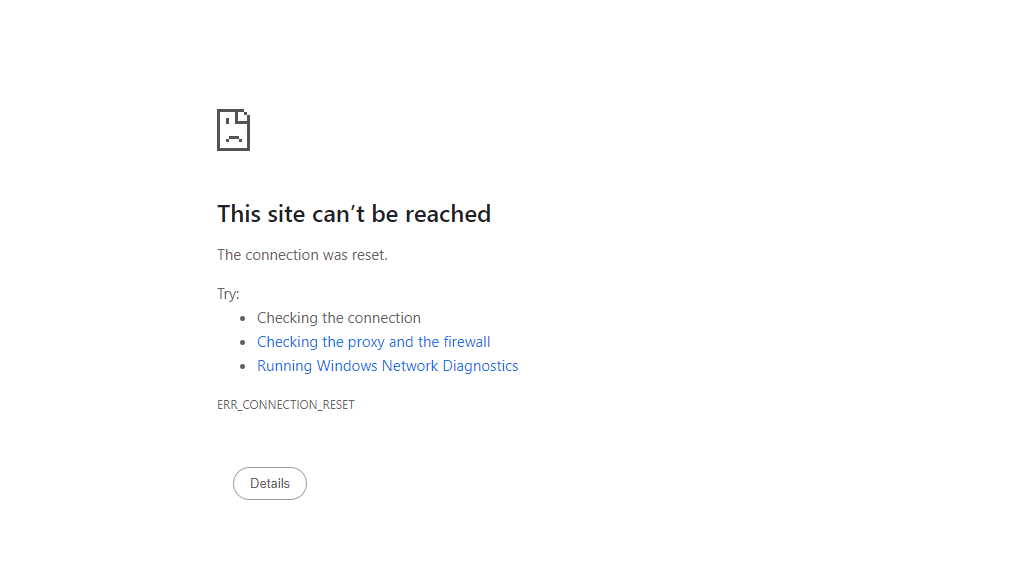 This site can’t be reached
The connection was reset.
Try:
Checking the connection
Checking the proxy and the firewall
Running Windows Network Diagnostics
ERR_CONNECTION_RESET
Details